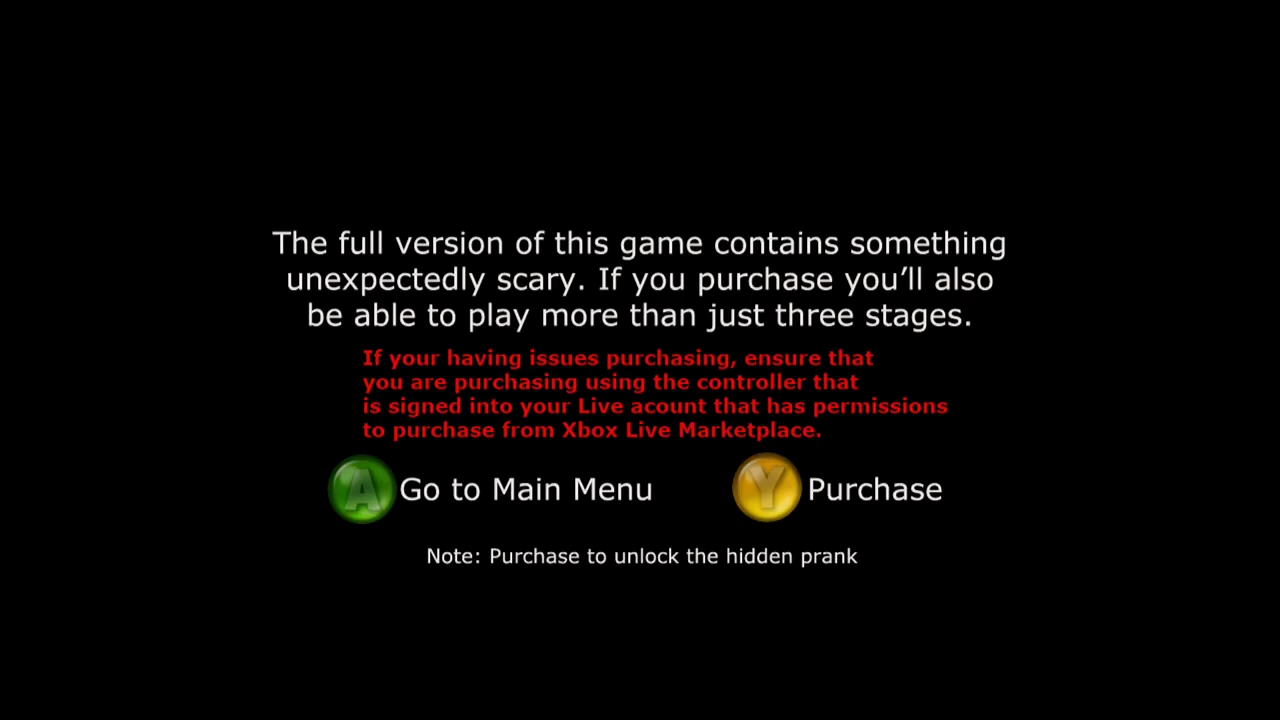 The full version of this game contains something
unexpectedly scary. If you purchase you’ll also
be able to play more than just three stages.
If your having issues purchasing, ensure that
you are purchasing using the controller that
is signed into your Live acount that has permissions
to purchase from Xbox Live Marketplace.
A Go to Main Menu Y Purchase
Note: Purchase to unlock the hidden prank